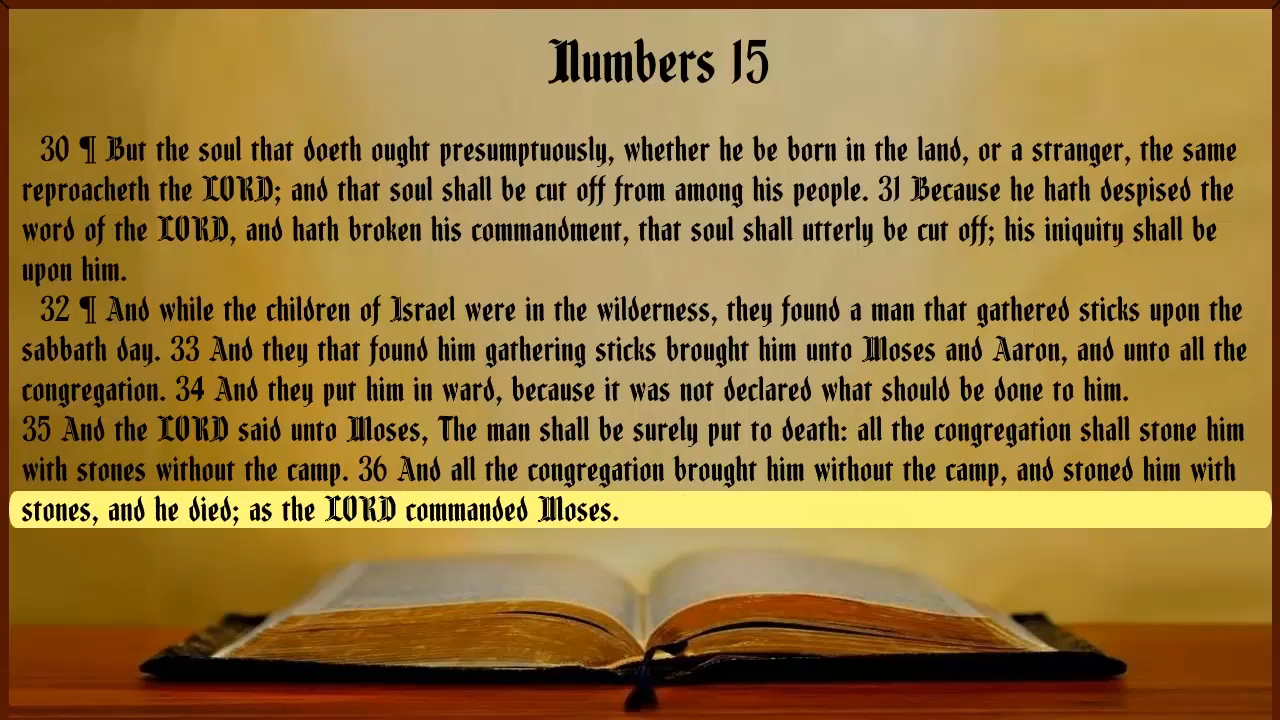 Numbers 15
30 ¶ But the soul that doeth ought presumptuously, whether he be born in the land, or a stranger, the same
reproacheth the LORD; and that soul shall be cut off from among his people. 31 Because he hath despised the
word of the LORD, and hath broken his commandment, that soul shall utterly be cut off; his iniquity shall be
upon him.
32 ¶ And while the children of Israel were in the wilderness, they found a man that gathered sticks upon the
sabbath day. 33 And they that found him gathering sticks brought him unto Moses and Aaron, and unto all the
congregation. 34 And they put him in ward, because it was not declared what should be done to him.
35 And the LORD said unto Moses, The man shall be surely put to death: all the congregation shall stone him
with stones without the camp. 36 And all the congregation brought him without the camp, and stoned him with
stones, and he died; as the LORD commanded Moses.